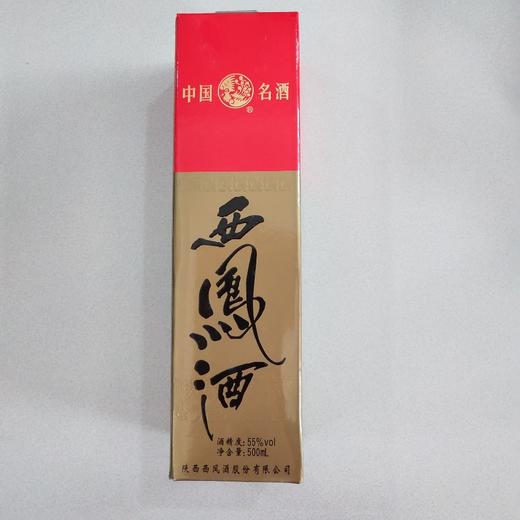 中国名酒
®
西鳳酒
酒精度:55%vol
净含量:500mL
陕西西凤酒股份有限公司